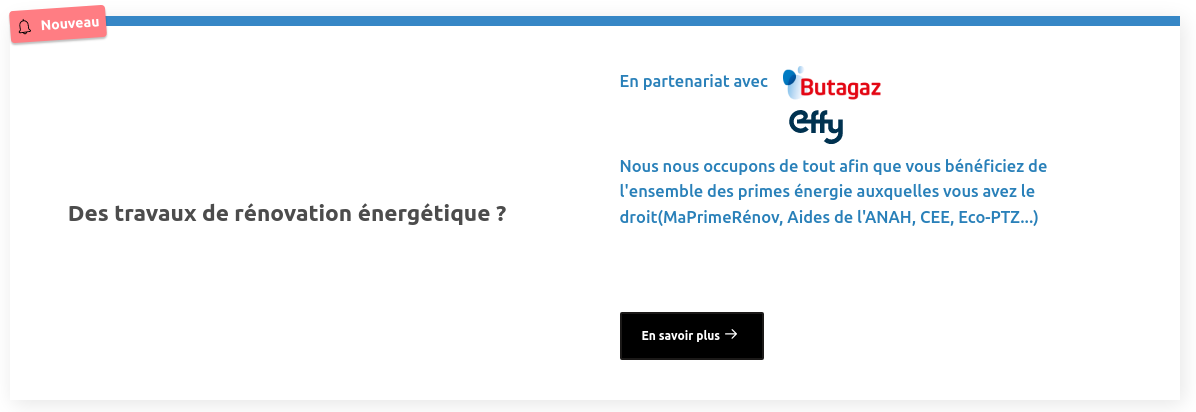 Nouveau
Des travaux de rénovation énergétique ?
En partenariat avec
Butagaz
effy
Nous nous occupons de tout afin que vous bénéficiez de
l'ensemble des primes énergie auxquelles vous avez le
droit(MaPrimeRénov, Aides de l'ANAH, CEE, Eco-PTZ...)
En savoir plus →